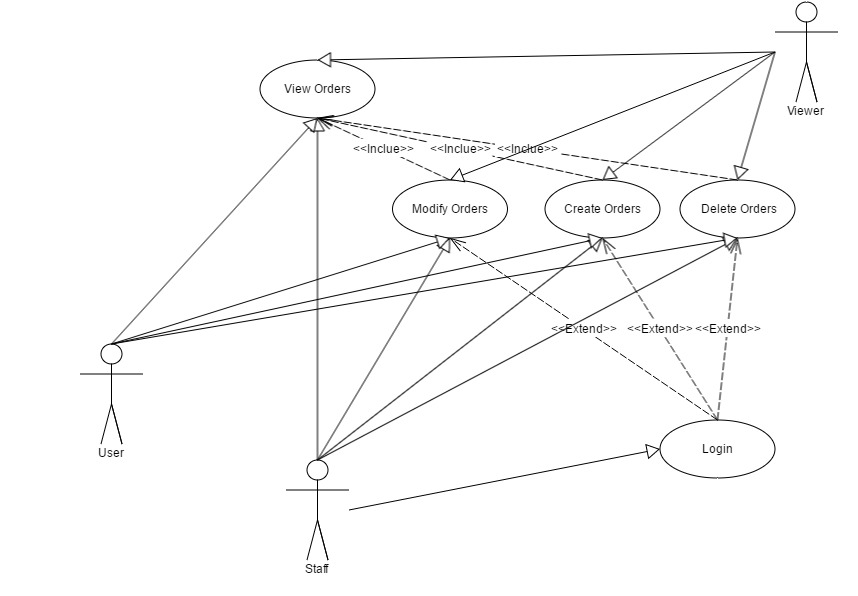 Viewer
View Orders
<<Inclue>> <<Inclue>> <<Inclue>>
Modify Orders
Create Orders
Delete Orders
<<Extend>> <<Extend>> <<Extend>>
User
Login
Staff